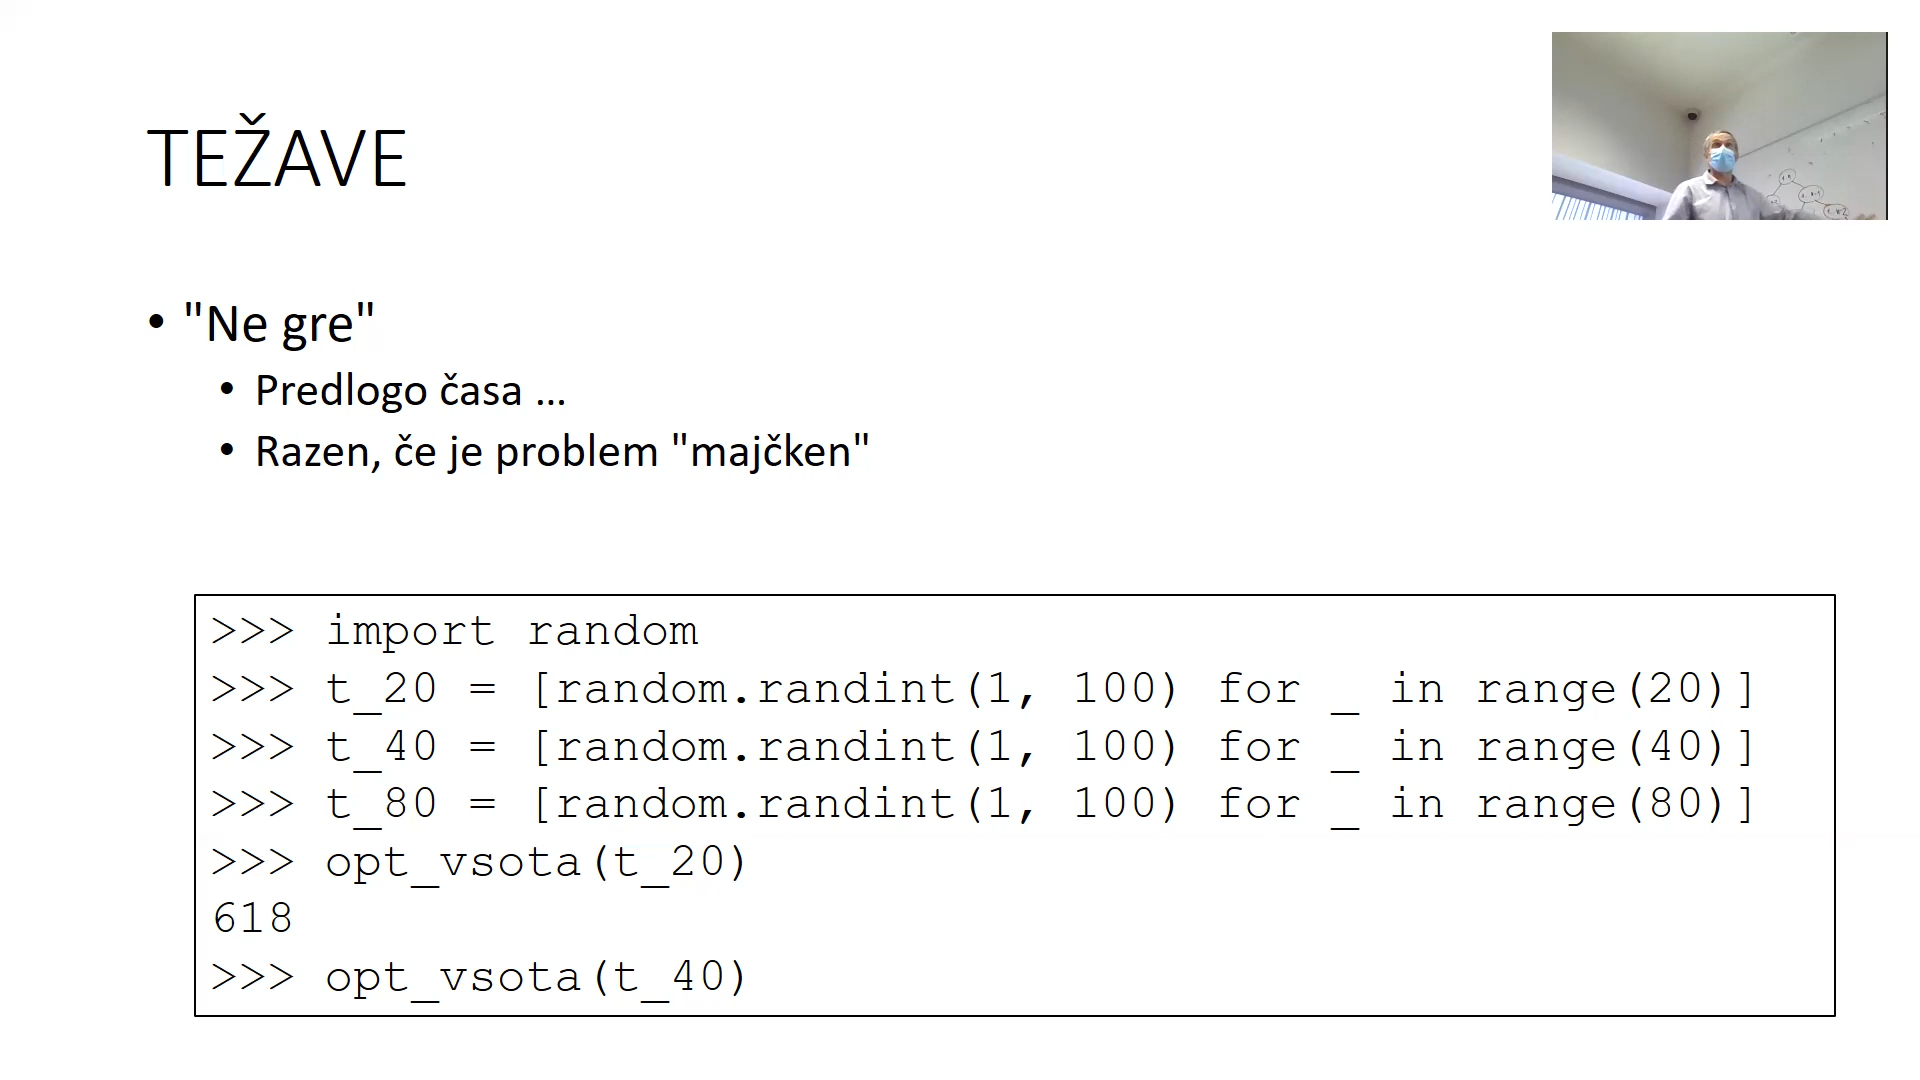 TEŽAVE
• "Ne gre"
• Predlogo časa ...
• Razen, če je problem "majčken"
>>> import random
>>> t_20 = [random.randint(1, 100) for _ in range(20)]
>>> t_40 = [random.randint(1, 100) for _ in range(40)]
>>> t_80 = [random.randint(1, 100) for _ in range(80)]
>>> opt_vsota(t_20)
618
>>> opt_vsota(t_40)